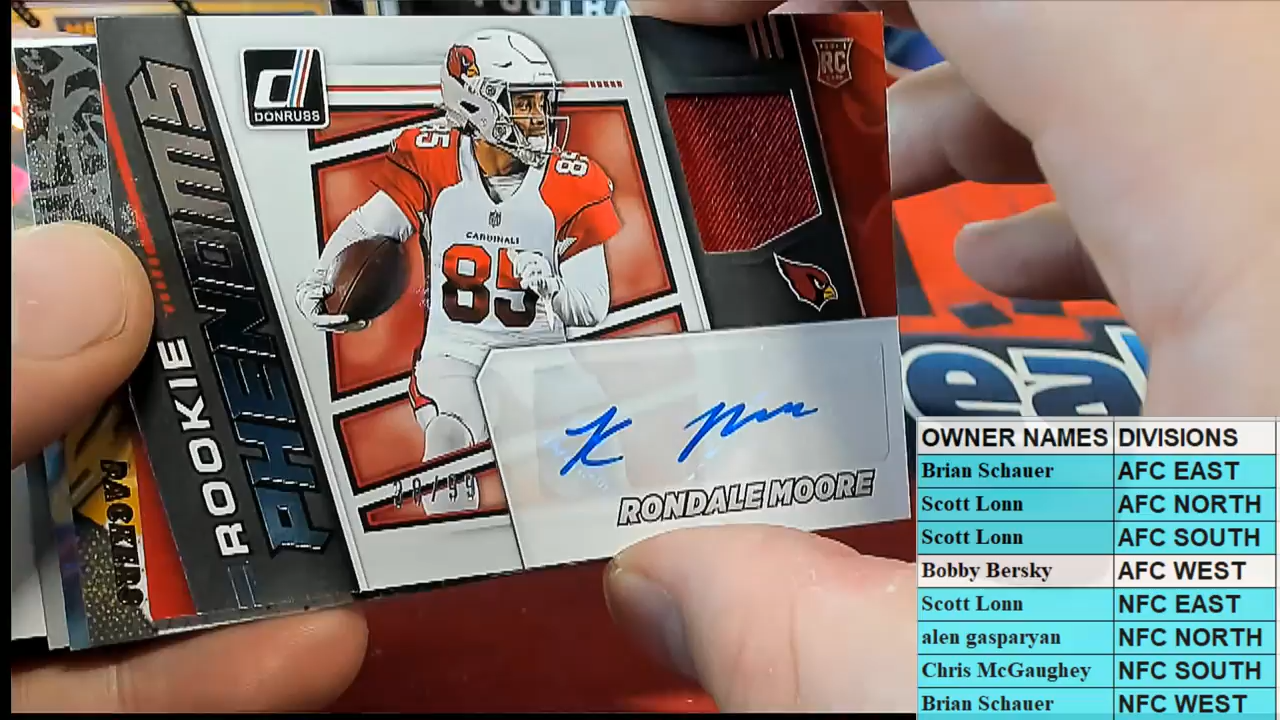 DONRUSS
ROOKIE
PHENOMS
RC
85
CARDINALS
85
RONDALE MOORE
PACKERS
OWNER NAMES DIVISIONS
Brian Schauer AFC EAST
Scott Lonn AFC NORTH
Scott Lonn AFC SOUTH
Bobby Bersky AFC WEST
Scott Lonn NFC EAST
alen gasparyan NFC NORTH
Chris McGaughey NFC SOUTH
Brian Schauer NFC WEST